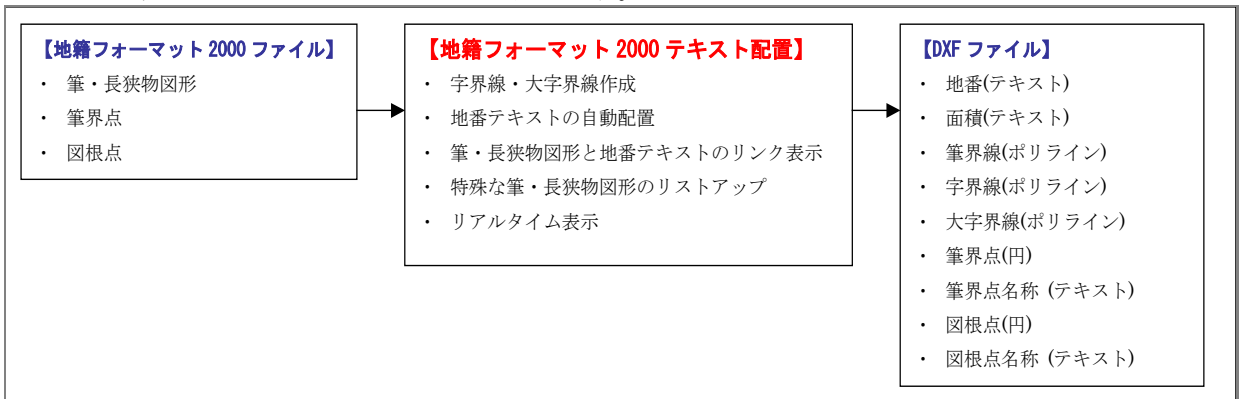 【地籍フォーマット 2000 ファイル】
・ 筆・長狭物図形
・ 筆界点
・ 図根点
【地籍フォーマット 2000 テキスト配置】
・ 字界線・大字界線作成
・ 地番テキストの自動配置
・ 筆・長狭物図形と地番テキストのリンク表示
・ 特殊な筆・長狭物図形のリストアップ
・ リアルタイム表示
【DXF ファイル】
・ 地番(テキスト)
・ 面積(テキスト)
・ 筆界線(ポリライン)
・ 字界線(ポリライン)
・ 大字界線(ポリライン)
・ 筆界点(円)
・ 筆界点名称 (テキスト)
・ 図根点(円)
・ 図根点名称 (テキスト)